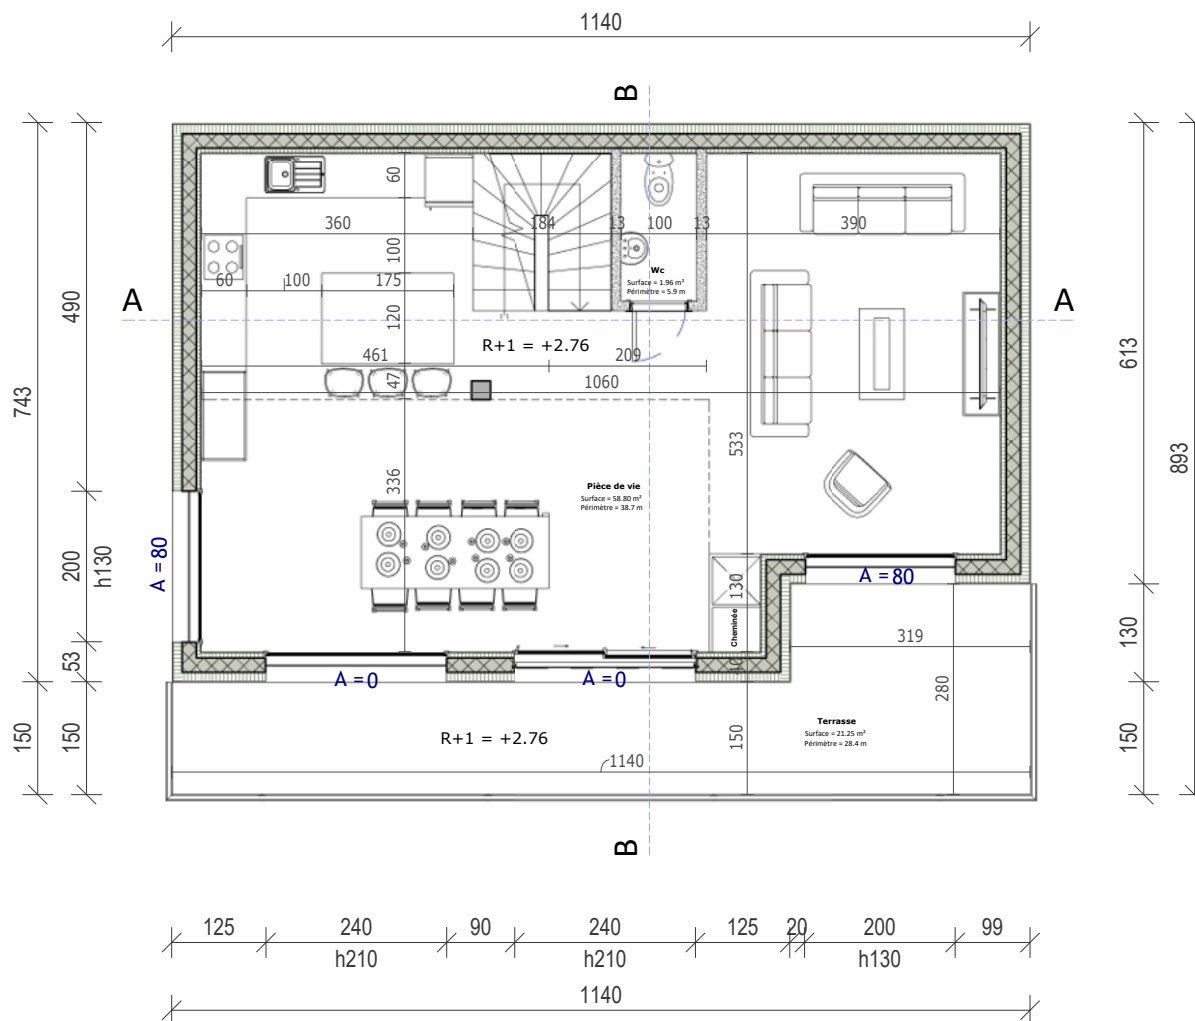 1140
B
60
360
184
13
100
13
390
Wc
Surface = 1.96 m²
Périmètre = 5.9 m
100
60
100
175
A
A
490
120
613
R+1 = +2.76
461
209
47
1060
743
893
533
336
Pièce de vie
Surface = 58.80 m²
Périmètre = 38.7 m
200
h130
A = 80
A = 80
130
Cheminée
130
319
53
40
A = 0
A = 0
280
150
150
R+1 = +2.76
150
Terrasse
Surface = 21.25 m²
Périmètre = 28.4 m
150
1140
B
125
240
90
240
125
20
200
99
h210
h210
h130
1140